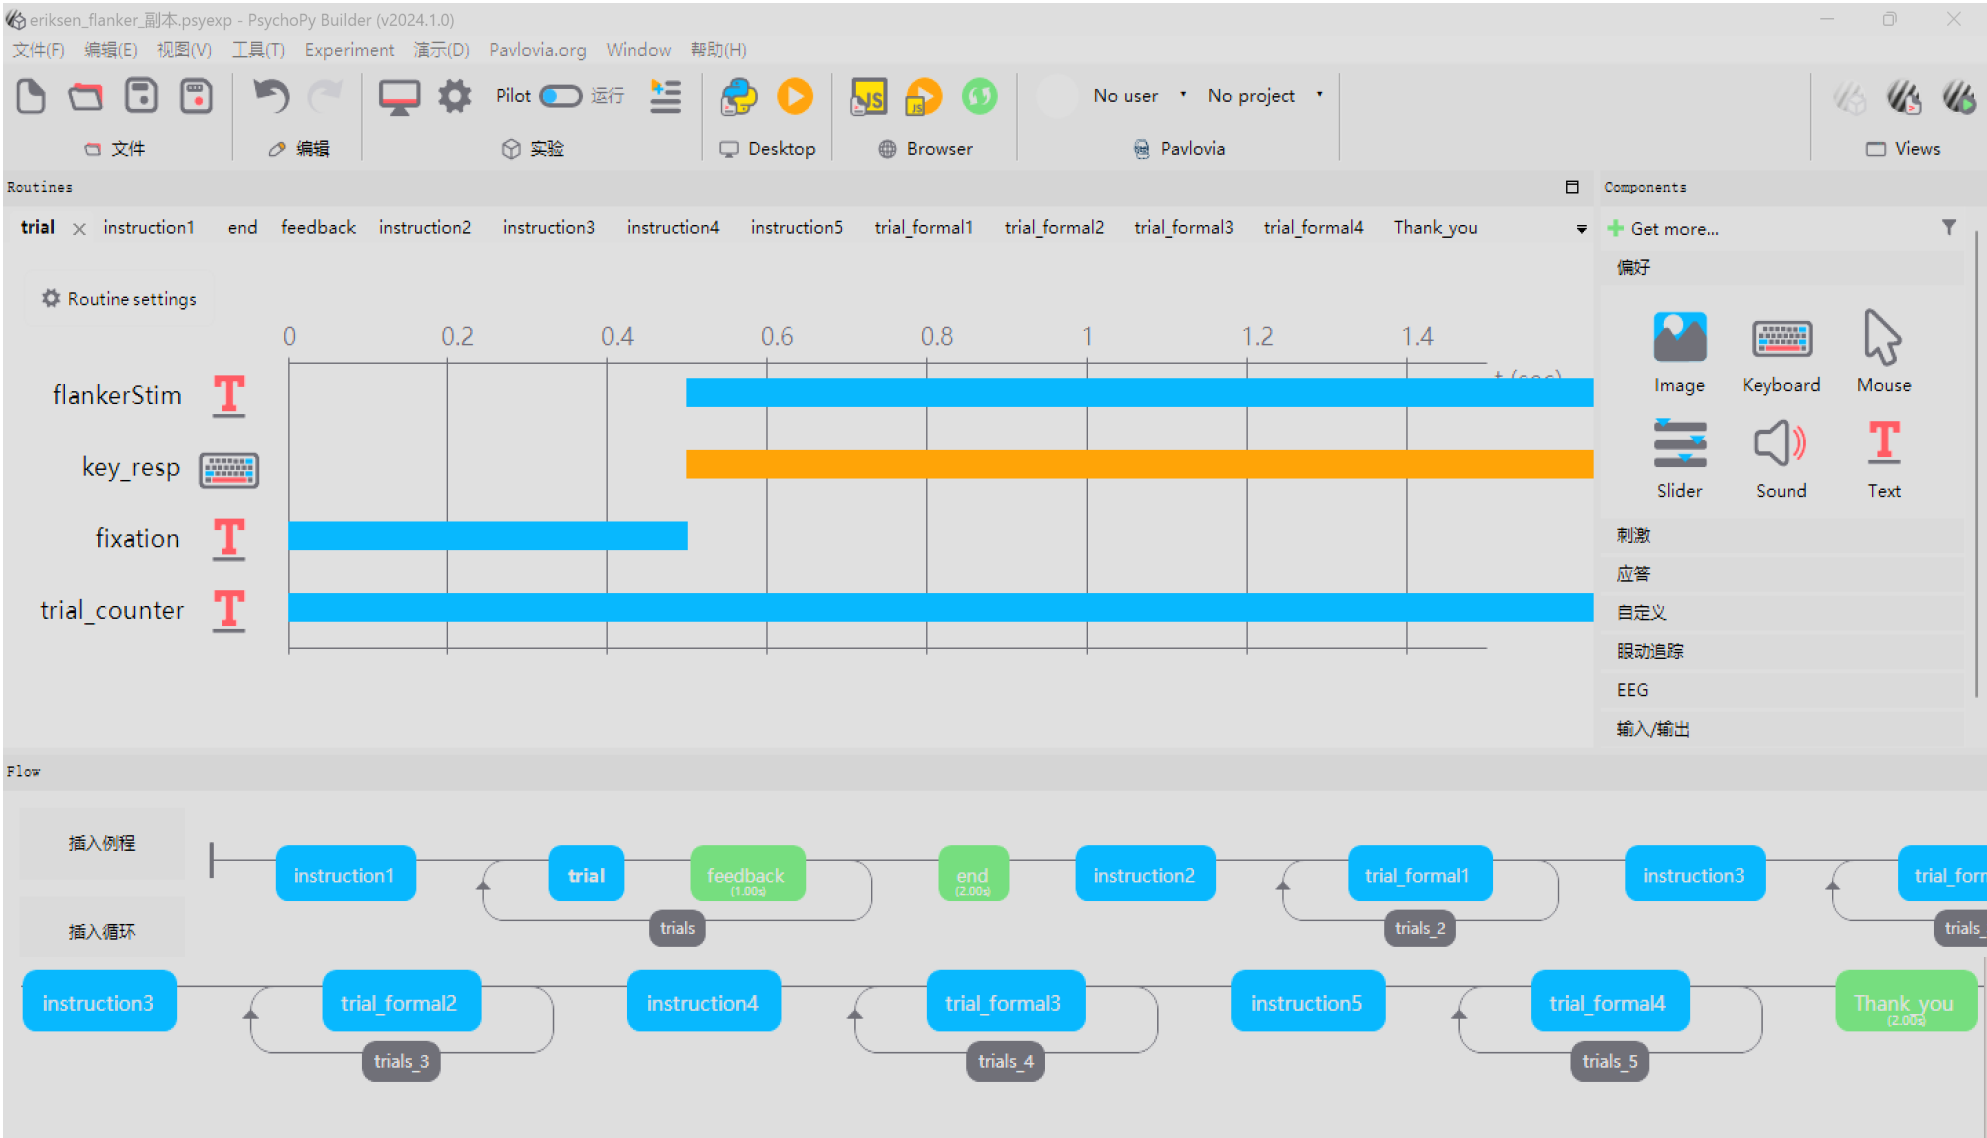 eriksen_flanker_副本.psyexp - PsychoPy Builder (v2024.1.0)
文件(F) 编辑(E) 视图(V) 工具(T) Experiment 演示(D) Pavlovia.org Window 帮助(H)
Pilot 运行 No user No project
文件 编辑 实验 Desktop Browser Pavlovia Views
JS
JS
Routines
Components
trial instruction1 end feedback instruction2 instruction3 instruction4 instruction5 trial_formal1 trial_formal2 trial_formal3 trial_formal4 Thank_you
Get more...
偏好
Routine settings
0 0.2 0.4 0.6 0.8 1 1.2 1.4
t (sec)
flankerStim
key_resp
fixation
trial_counter
Image Keyboard Mouse
Slider Sound Text
刺激
应答
自定义
眼动追踪
EEG
输入/输出
Flow
插入例程
插入循环
instruction1 trial feedback (1.00s) end (2.00s) instruction2 trial_formal1 instruction3 trial_forn
trials trials_2 trials_
instruction3 trial_formal2 instruction4 trial_formal3 instruction5 trial_formal4 Thank_you (2.00s)
trials_3 trials_4 trials_5